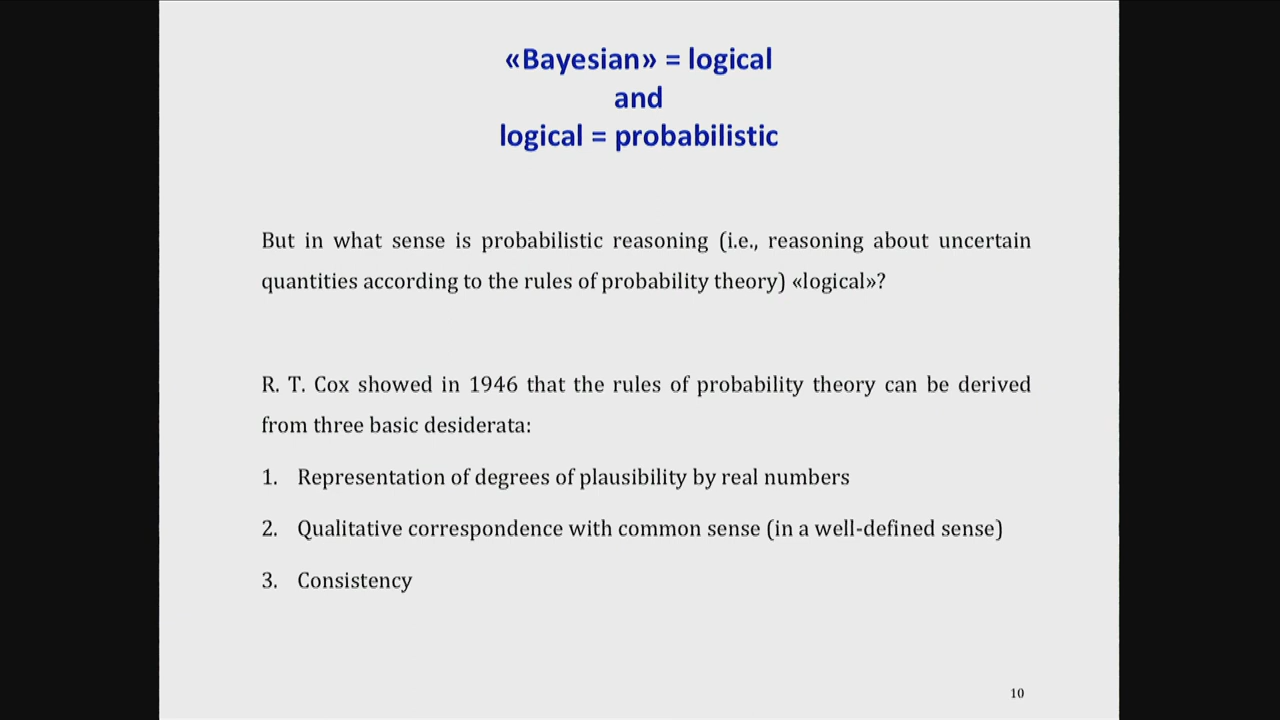 «Bayesian» = logical
and
logical = probabilistic
But in what sense is probabilistic reasoning (i.e., reasoning about uncertain
quantities according to the rules of probability theory) «logical»?
R. T. Cox showed in 1946 that the rules of probability theory can be derived
from three basic desiderata:
1. Representation of degrees of plausibility by real numbers
2. Qualitative correspondence with common sense (in a well-defined sense)
3. Consistency
10